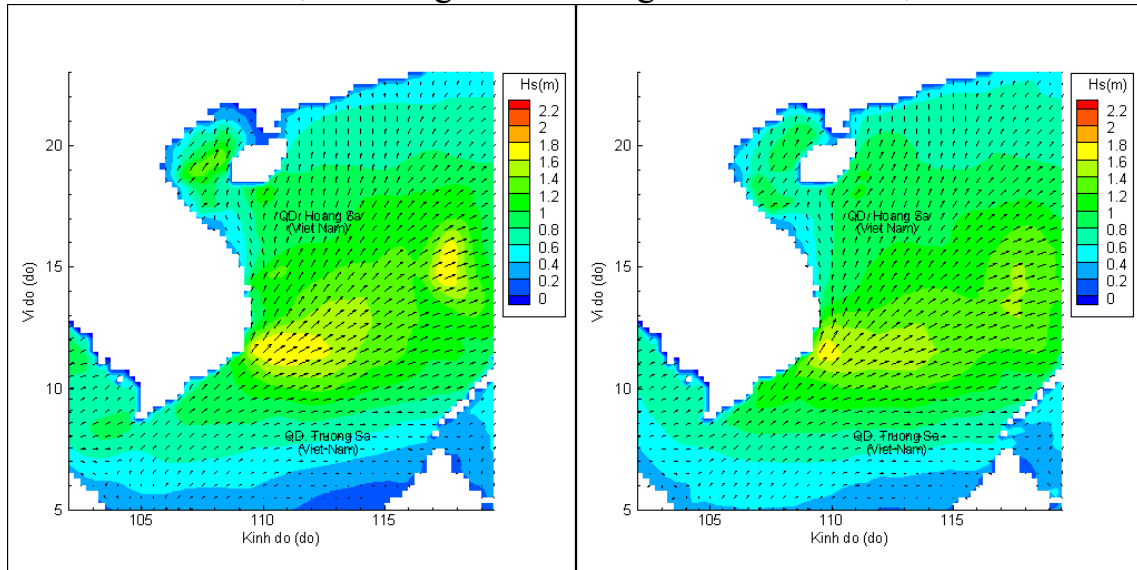 Hs(m)
2.2
2
1.8
1.6
1.4
1.2
1
0.8
0.6
0.4
0.2
0
20
15
10
5
105
110
115
Vi do (do)
Kinh do (do)
QD. Hoang Sa
(Viet Nam)
QD. Truong Sa
(Viet Nam)
Hs(m)
2.2
2
1.8
1.6
1.4
1.2
1
0.8
0.6
0.4
0.2
0
20
15
10
5
105
110
115
Vi do (do)
Kinh do (do)
QD. Hoang Sa
(Viet Nam)
QD. Truong Sa
(Viet Nam)